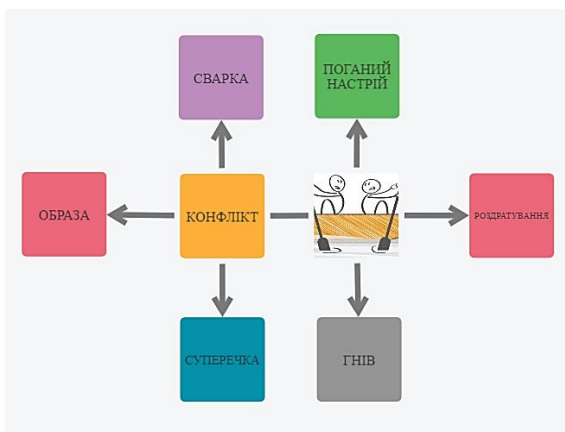 СВАРКА
ПОГАНИЙ
НАСТРІЙ
ОБРАЗА
КОНФЛІКТ
РОЗДРАТУВАННЯ
СУПЕРЕЧКА
ГНІВ